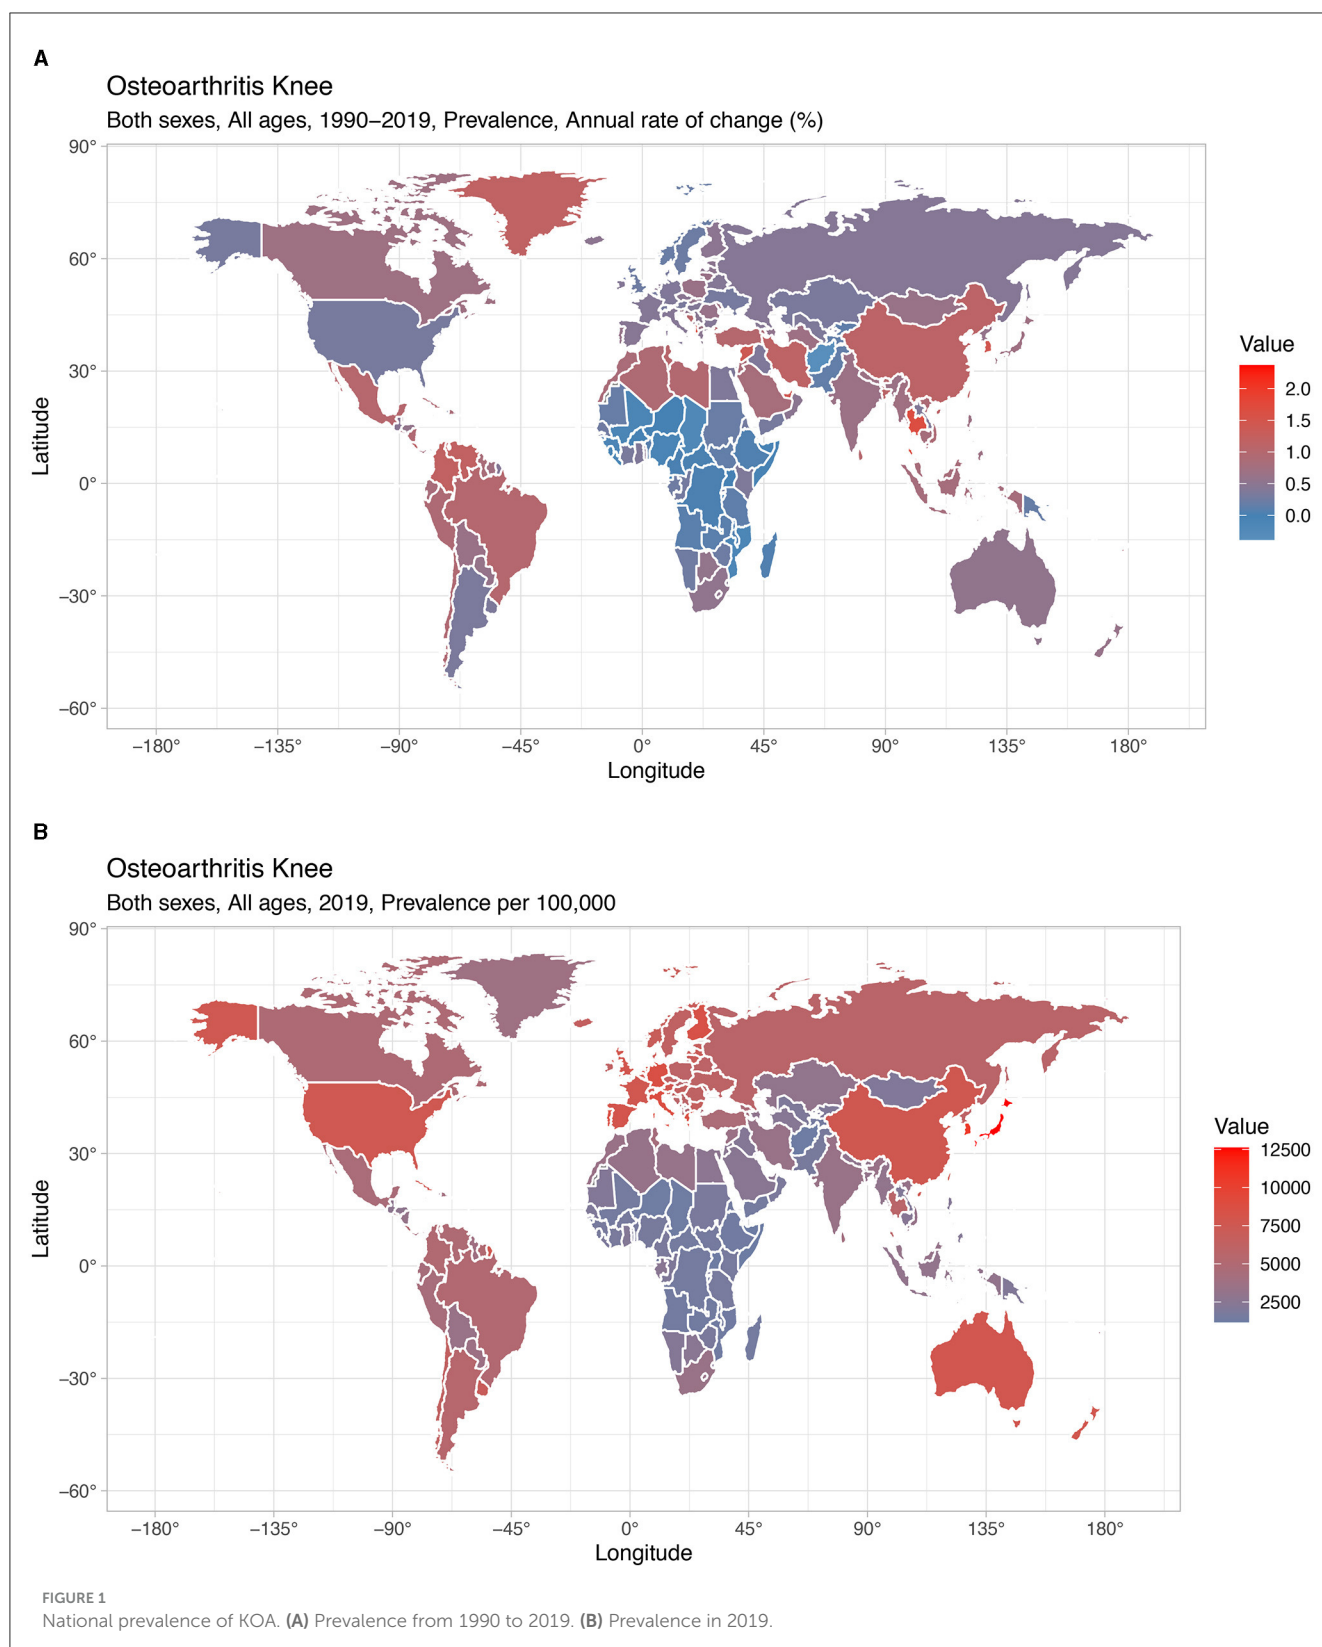 A
Osteoarthritis Knee
Both sexes, All ages, 1990–2019, Prevalence, Annual rate of change (%)
90°
60°
30°
0°
−30°
−60°
Latitude
−180° −135° −90° −45° 0° 45° 90° 135° 180°
Longitude
Value
2.0
1.5
1.0
0.5
0.0
B
Osteoarthritis Knee
Both sexes, All ages, 2019, Prevalence per 100,000
90°
60°
30°
0°
−30°
−60°
Latitude
−180° −135° −90° −45° 0° 45° 90° 135° 180°
Longitude
Value
12500
10000
7500
5000
2500
FIGURE 1
National prevalence of KOA. (A) Prevalence from 1990 to 2019. (B) Prevalence in 2019.